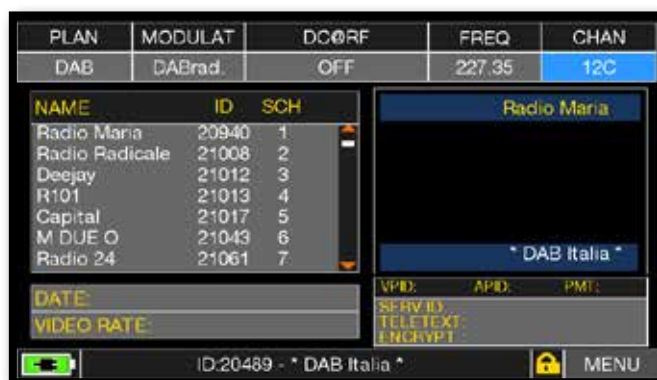 PLAN MODULAT DC@RF FREQ CHAN
DAB DABrad. OFF 227.35 12C
NAME ID SCH
Radio Maria 20940 1
Radio Radicale 21008 2
Deejay 21012 3
R101 21013 4
Capital 21017 5
M DUE O 21043 6
Radio 24 21061 7
Radio Maria
* DAB Italia *
DATE:
VIDEO RATE:
VPID: APID: PMT:
SERV.ID:
TELETEXT:
ENCRYPT:
ID:20489 - * DAB Italia * MENU